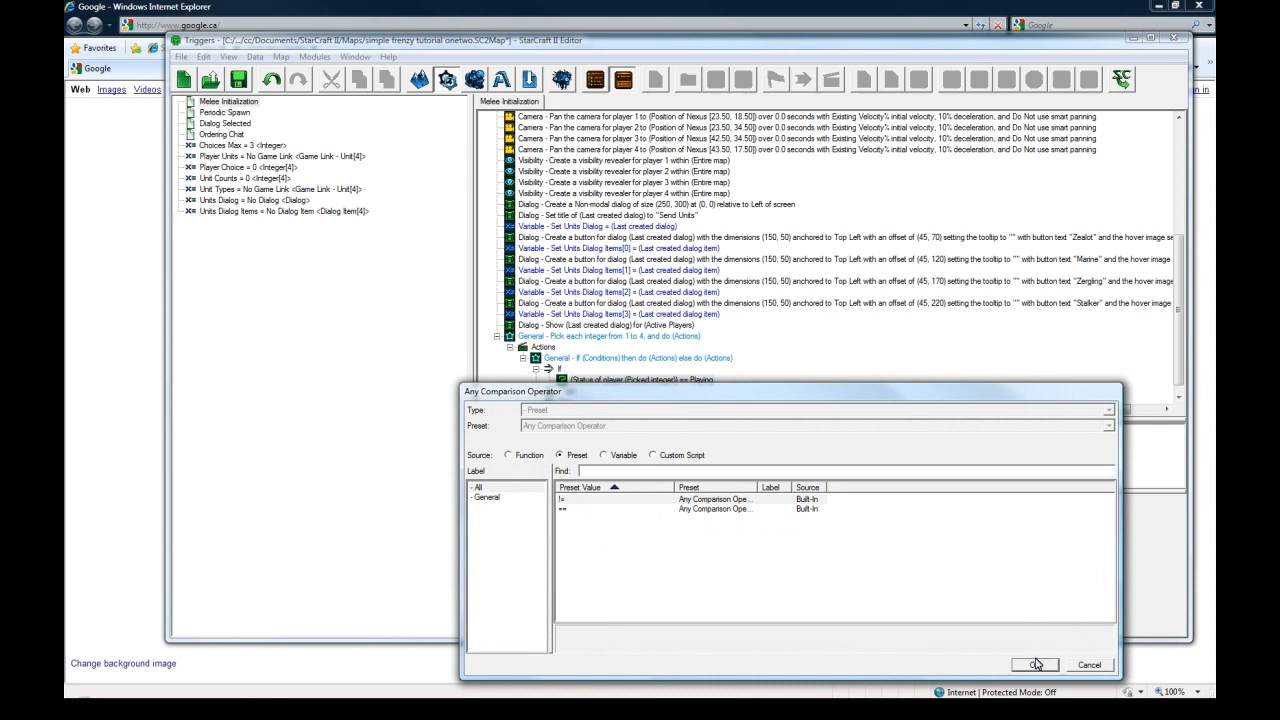 Google - Windows Internet Explorer
http://www.google.ca/
Google
Favorites
Triggers - [C:/.../cc/Documents/StarCraft II/Maps/simple frenzy tutorial onetwo.SC2Map*] - StarCraft II Editor
File Edit View Data Map Modules Window Help
Google
Web Images Videos
Melee Initialization
Periodic Spawn
Dialog Selected
Ordering Chat
Choices Max = 3 <Integer>
Player Units = No Game Link <Game Link - Unit[4]>
Player Choice = 0 <Integer[4]>
Unit Counts = 0 <Integer[4]>
Unit Types = No Game Link <Game Link - Unit[4]>
Units Dialog = No Dialog <Dialog>
Units Dialog Items = No Dialog Item <Dialog Item[4]>
Melee Initialization
Camera - Pan the camera for player 1 to (Position of Nexus [23.50, 18.50]) over 0.0 seconds with Existing Velocity% initial velocity, 10% deceleration, and Do Not use smart panning
Camera - Pan the camera for player 2 to (Position of Nexus [23.50, 34.50]) over 0.0 seconds with Existing Velocity% initial velocity, 10% deceleration, and Do Not use smart panning
Camera - Pan the camera for player 3 to (Position of Nexus [42.50, 34.50]) over 0.0 seconds with Existing Velocity% initial velocity, 10% deceleration, and Do Not use smart panning
Camera - Pan the camera for player 4 to (Position of Nexus [43.50, 17.50]) over 0.0 seconds with Existing Velocity% initial velocity, 10% deceleration, and Do Not use smart panning
Visibility - Create a visibility revealer for player 1 within (Entire map)
Visibility - Create a visibility revealer for player 2 within (Entire map)
Visibility - Create a visibility revealer for player 3 within (Entire map)
Visibility - Create a visibility revealer for player 4 within (Entire map)
Dialog - Create a Non-modal dialog of size (250, 300) at (0, 0) relative to Left of screen
Dialog - Set title of (Last created dialog) to "Send Units"
Variable - Set Units Dialog = (Last created dialog)
Dialog - Create a button for dialog (Last created dialog) with the dimensions (150, 50) anchored to Top Left with an offset of (45, 70) setting the tooltip to "" with button text "Zealot" and the hover image se
Variable - Set Units Dialog Items[0] = (Last created dialog item)
Dialog - Create a button for dialog (Last created dialog) with the dimensions (150, 50) anchored to Top Left with an offset of (45, 120) setting the tooltip to "" with button text "Marine" and the hover image
Variable - Set Units Dialog Items[1] = (Last created dialog item)
Dialog - Create a button for dialog (Last created dialog) with the dimensions (150, 50) anchored to Top Left with an offset of (45, 170) setting the tooltip to "" with button text "Zergling" and the hover image
Variable - Set Units Dialog Items[2] = (Last created dialog item)
Dialog - Create a button for dialog (Last created dialog) with the dimensions (150, 50) anchored to Top Left with an offset of (45, 220) setting the tooltip to "" with button text "Stalker" and the hover image
Variable - Set Units Dialog Items[3] = (Last created dialog item)
Dialog - Show (Last created dialog) for (Active Players)
General - Pick each integer from 1 to 4, and do (Actions)
Actions
General - If (Conditions) then do (Actions) else do (Actions)
If
(Status of player (Picked integer)) == Playing
Any Comparison Operator
Type: - Preset
Preset: Any Comparison Operator
Source: Function Preset Variable Custom Script
Label Find:
- All
- General
Preset Value Preset Label Source
!= Any Comparison Ope... Built-In
== Any Comparison Ope... Built-In
Cancel
Change background image
Internet | Protected Mode: Off 100%